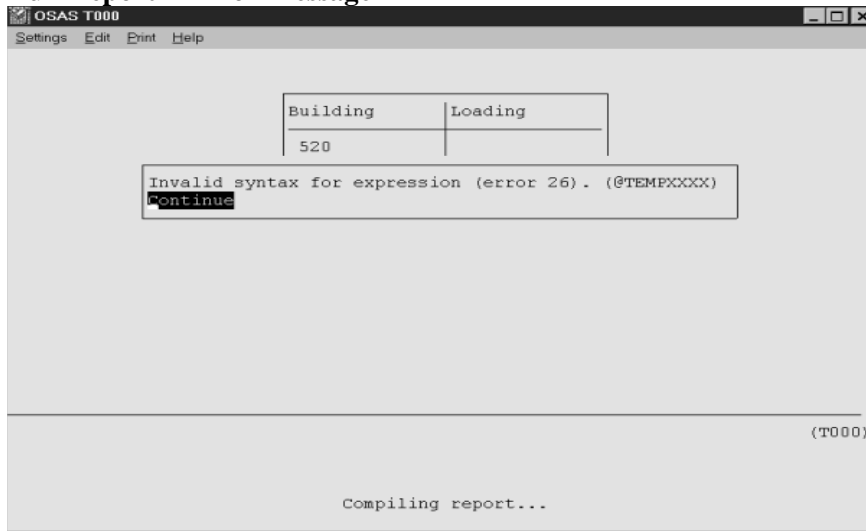 OSAS T000
Settings Edit Print Help
Building Loading
520
Invalid syntax for expression (error 26). (@TEMPXXXX)
Continue
(T000)
Compiling report...